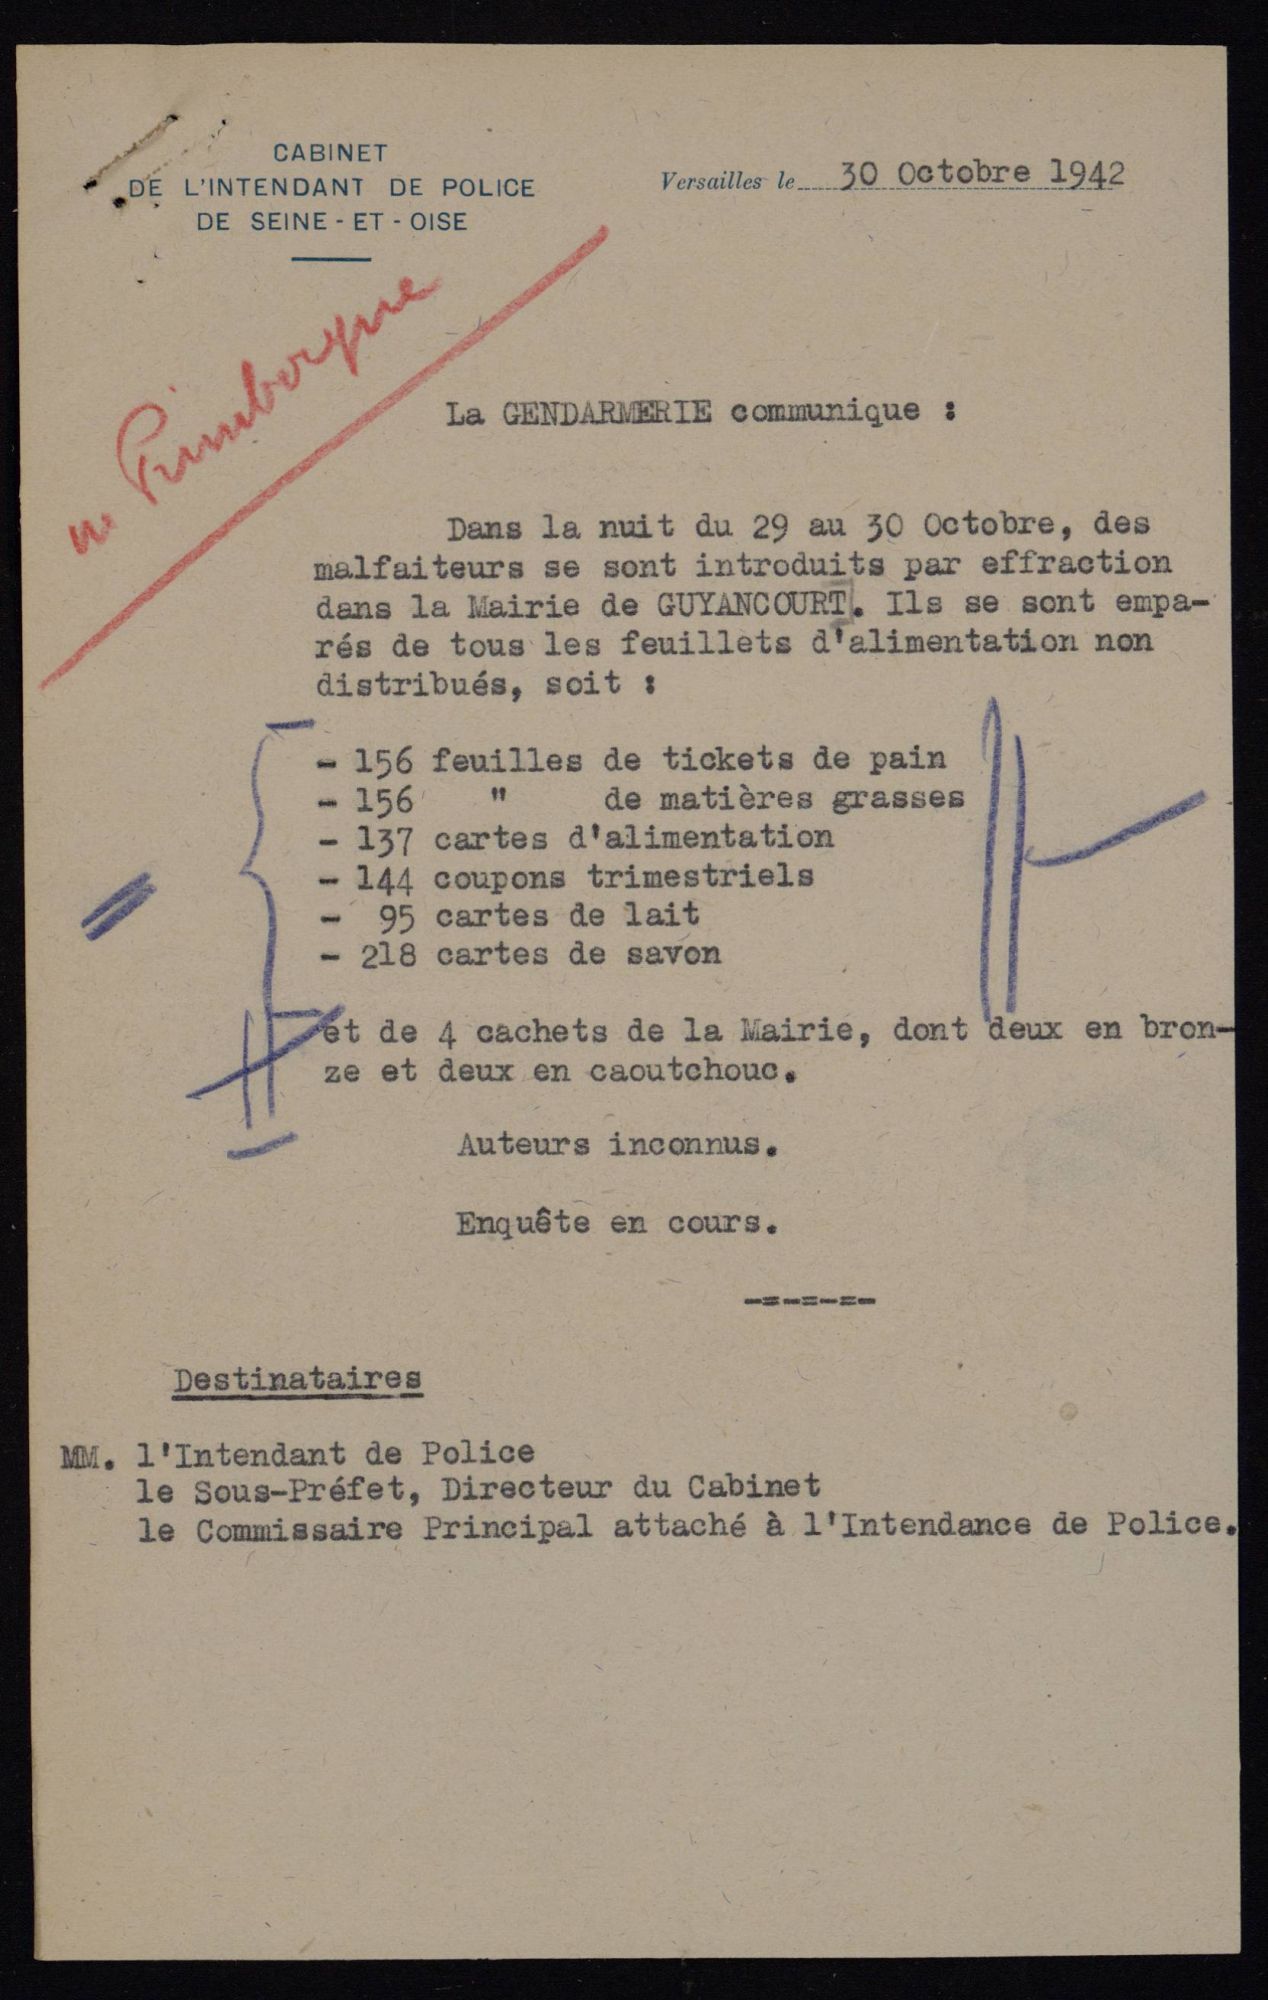 CABINET
DE L'INTENDANT DE POLICE
DE SEINE-ET-OISE
Versailles le 30 Octobre 1942
La GENDARMERIE communique :
Dans la nuit du 29 au 30 Octobre, des
malfaiteurs se sont introduits par effraction
dans la Mairie de GUYANCOURT. Ils se sont empa-
rés de tous les feuillets d'alimentation non
distribués, soit :
- 156 feuilles de tickets de pain
- 156 " de matières grasses
- 137 cartes d'alimentation
- 144 coupons trimestriels
- 95 cartes de lait
- 218 cartes de savon
et de 4 cachets de la Mairie, dont deux en bron-
ze et deux en caoutchouc.
Auteurs inconnus.
Enquête en cours.
-=-=-=-
Destinataires
MM. l'Intendant de Police
le Sous-Préfet, Directeur du Cabinet
le Commissaire Principal attaché à l'Intendance de Police.